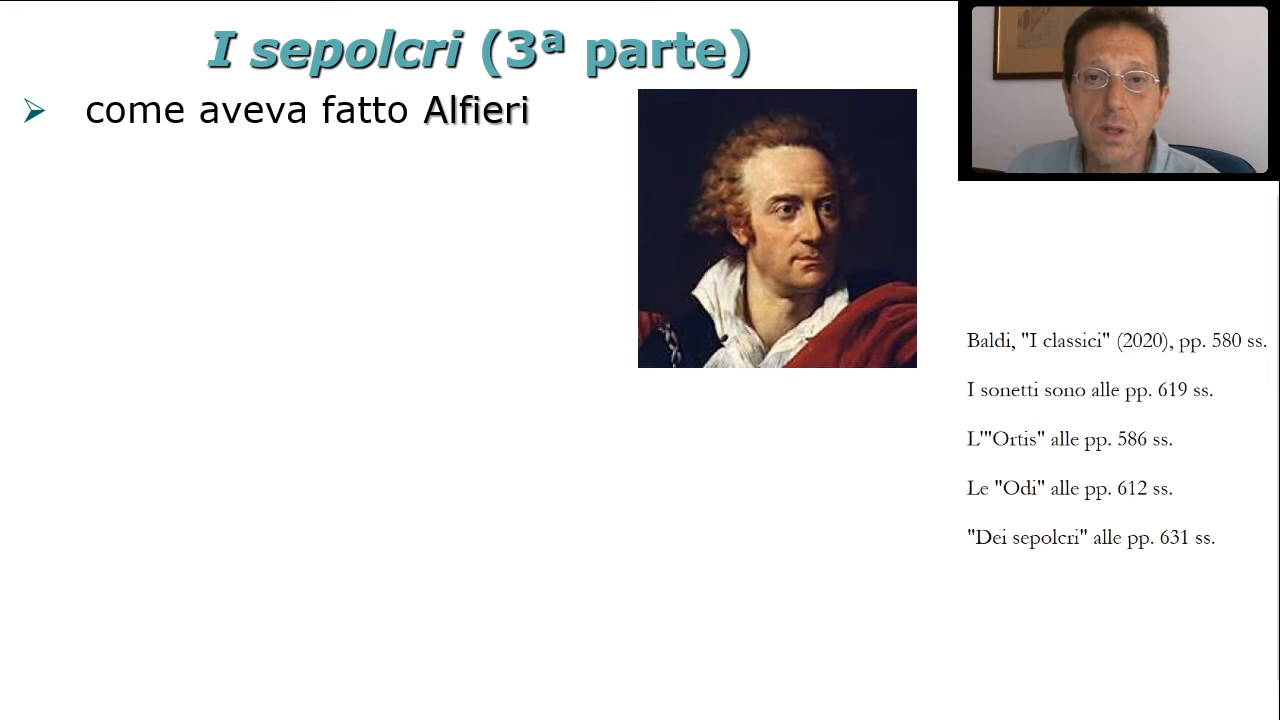 I sepolcri (3ª parte)
come aveva fatto Alfieri
Baldi, "I classici" (2020), pp. 580 ss.
I sonetti sono alle pp. 619 ss.
L'"Ortis" alle pp. 586 ss.
Le "Odi" alle pp. 612 ss.
"Dei sepolcri" alle pp. 631 ss.